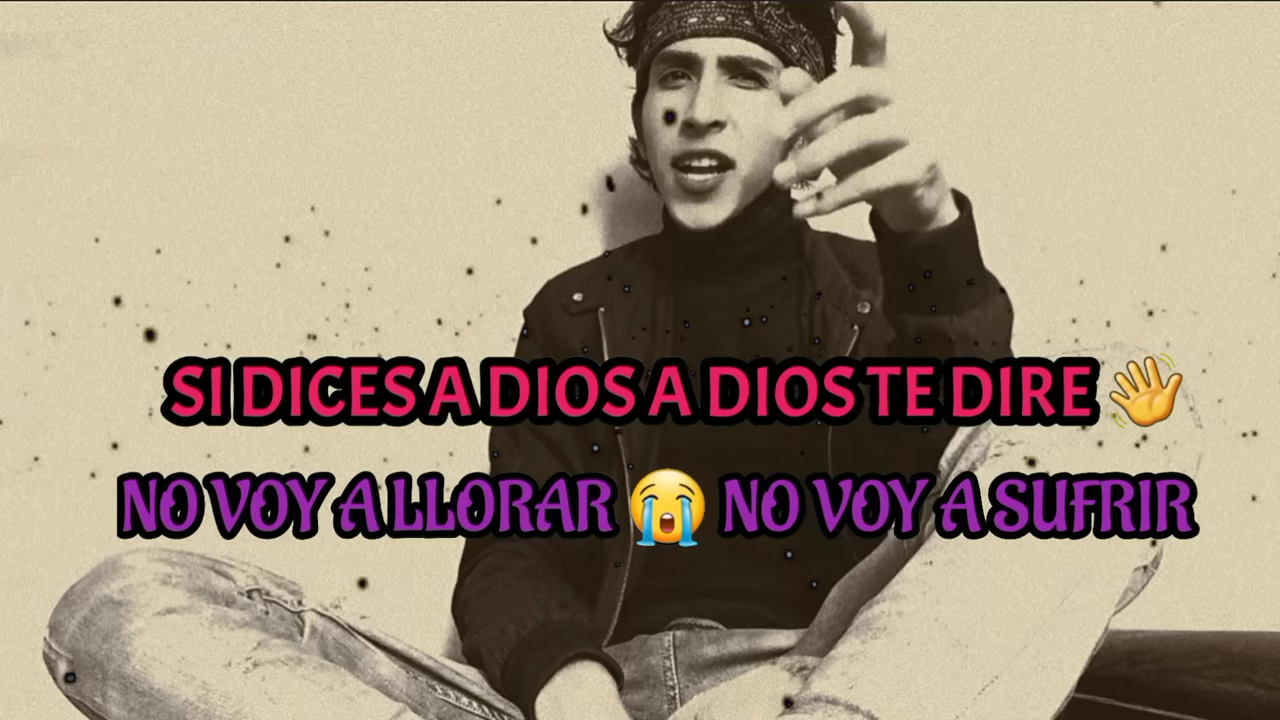 SI DICES A DIOS A DIOS TE DIRE 👋
NO VOY A LLORAR 😭 NO VOY A SUFRIR